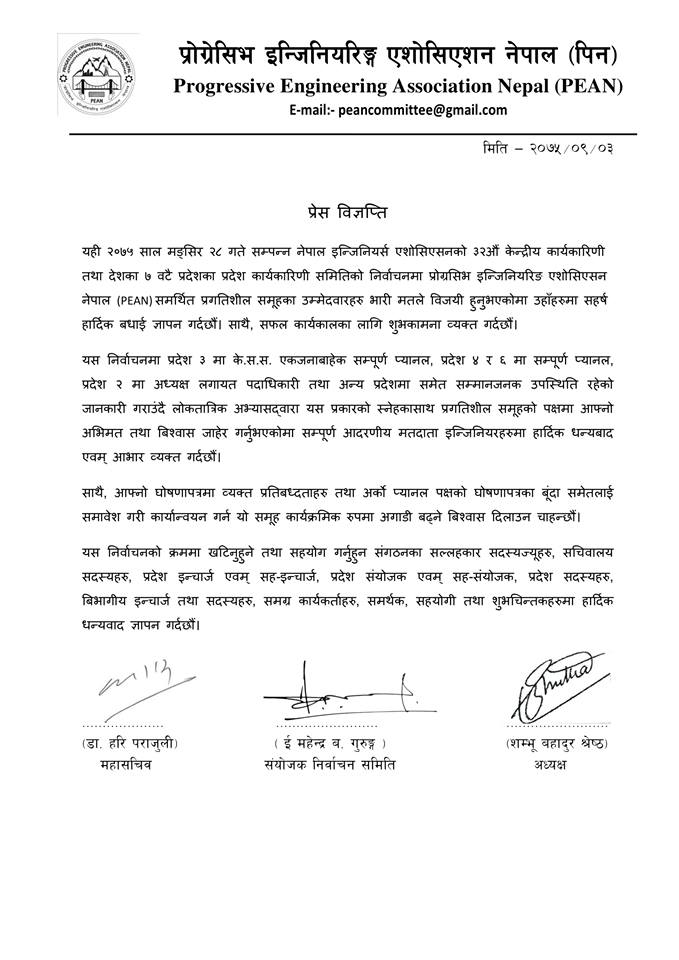 प्रोग्रेसिभ इन्जिनियरिङ्ग एशोसिएशन नेपाल (पिन)
Progressive Engineering Association Nepal (PEAN)
E-mail:- peancommittee@gmail.com
PROGRESSIVE ENGINEERING ASSOCIATION NEPAL
PEAN
मिति – २०७५/०९/०३
प्रेस विज्ञप्ति
यही २०७५ साल मङ्सिर २८ गते सम्पन्न नेपाल इन्जिनियर्स एशोसिएसनको ३२औं केन्द्रीय कार्यकारिणी
तथा देशका ७ वटै प्रदेशका प्रदेश कार्यकारिणी समितिको निर्वाचनमा प्रोग्रसिभ इन्जिनियरिङ एशोसिएसन
नेपाल (PEAN) समर्थित प्रगतिशील समूहका उम्मेदवारहरु भारी मतले विजयी हुनुभएकोमा उहाँहरुमा सहर्ष
हार्दिक बधाई ज्ञापन गर्दछौं। साथै, सफल कार्यकालका लागि शुभकामना व्यक्त गर्दछौं।
यस निर्वाचनमा प्रदेश ३ मा के.स.स. एकजनाबाहेक सम्पूर्ण प्यानल, प्रदेश ४ र ६ मा सम्पूर्ण प्यानल,
प्रदेश २ मा अध्यक्ष लगायत पदाधिकारी तथा अन्य प्रदेशमा समेत सम्मानजनक उपस्थिति रहेको
जानकारी गराउंदै लोकतात्रिक अभ्यासद्वारा यस प्रकारको स्नेहकासाथ प्रगतिशील समूहको पक्षमा आफ्नो
अभिमत तथा बिश्वास जाहेर गर्नुभएकोमा सम्पूर्ण आदरणीय मतदाता इन्जिनियरहरुमा हार्दिक धन्यबाद
एवम् आभार व्यक्त गर्दछौं।
साथै, आफ्नो घोषणापत्रमा व्यक्त प्रतिबध्दताहरु तथा अर्को प्यानल पक्षको घोषणापत्रका बूंदा समेतलाई
समावेश गरी कार्यान्वयन गर्न यो समूह कार्यक्रमिक रुपमा अगाडी बढ्ने बिश्वास दिलाउन चाहन्छौं।
यस निर्वाचनको क्रममा खटिनुहुने तथा सहयोग गर्नुहुन संगठनका सल्लहकार सदस्यज्यूहरु, सचिवालय
सदस्यहरु, प्रदेश इन्चार्ज एवम् सह-इन्चार्ज, प्रदेश संयोजक एवम् सह-संयोजक, प्रदेश सदस्यहरु,
बिभागीय इन्चार्ज तथा सदस्यहरु, समग्र कार्यकर्ताहरु, समर्थक, सहयोगी तथा शुभचिन्तकहरुमा हार्दिक
धन्यवाद ज्ञापन गर्दछौं।
(डा. हरि पराजुली) ( ई महेन्द्र ब. गुरुङ्ग ) (शम्भू बहादुर श्रेष्ठ)
महासचिव संयोजक निर्वाचन समिति अध्यक्ष